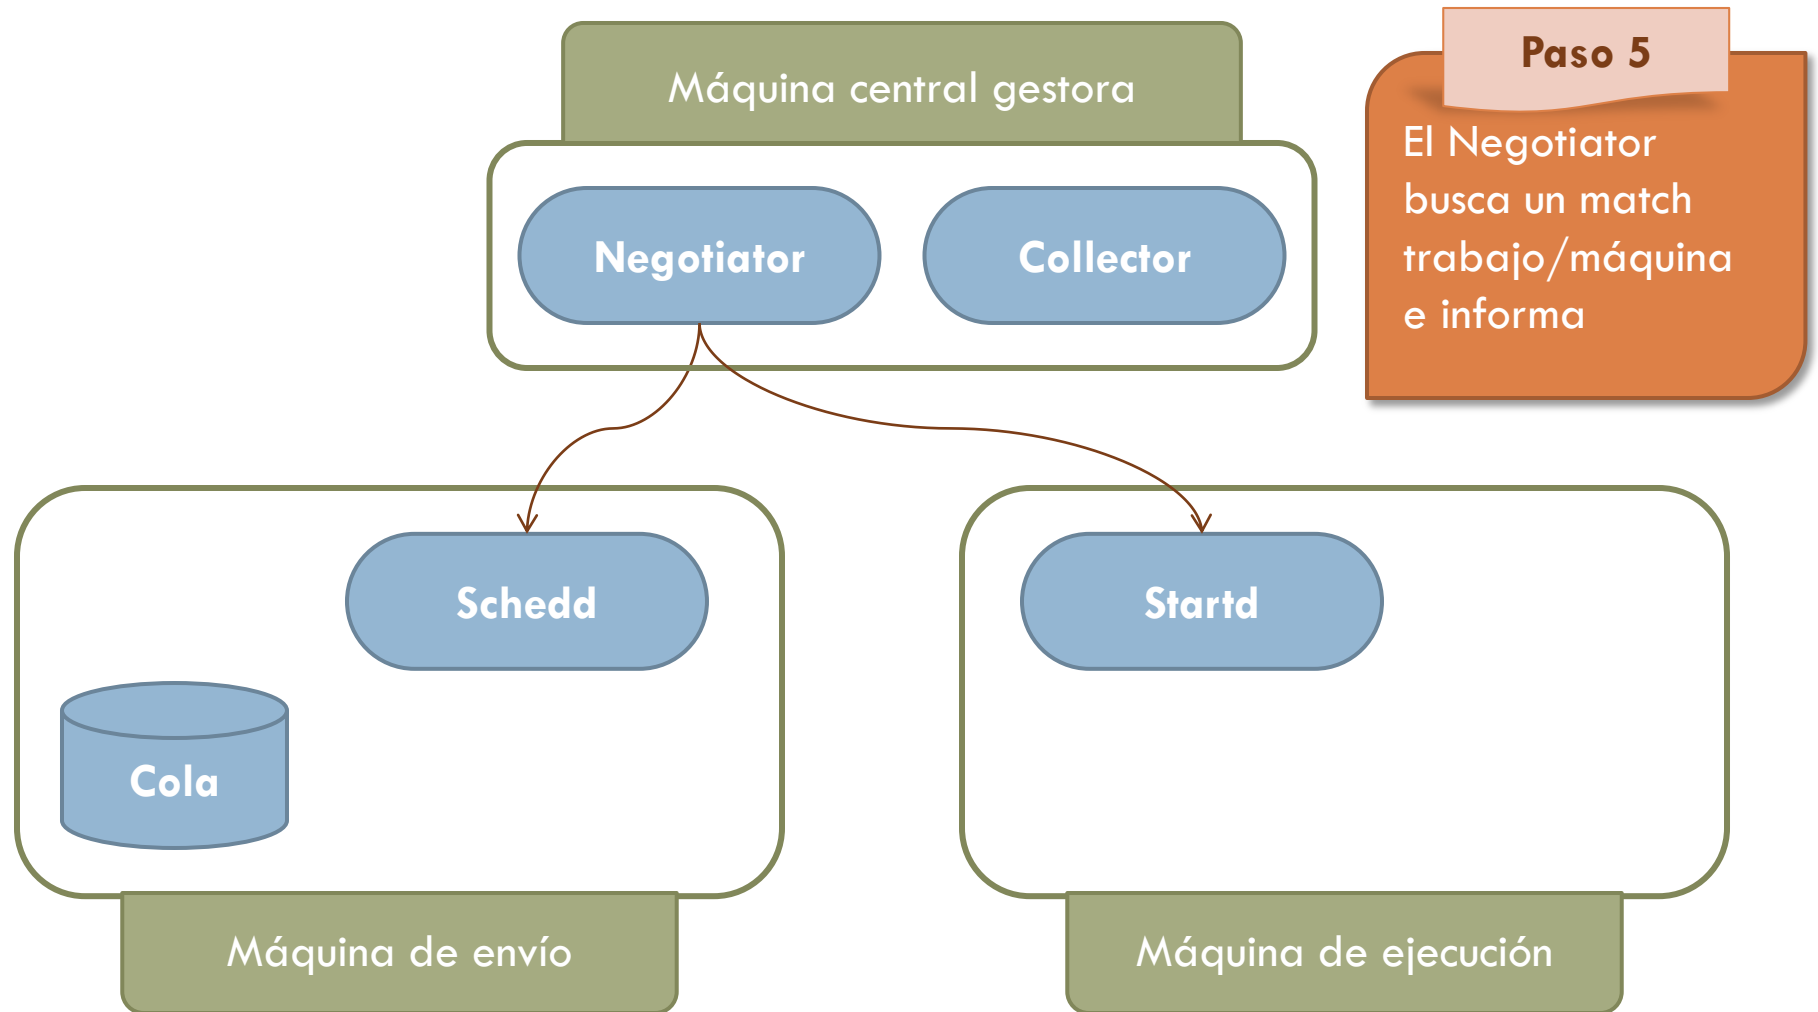 Máquina central gestora
Paso 5
El Negotiator
busca un match
trabajo/máquina
e informa
Negotiator
Collector
Schedd
Startd
Cola
Máquina de envío
Máquina de ejecución